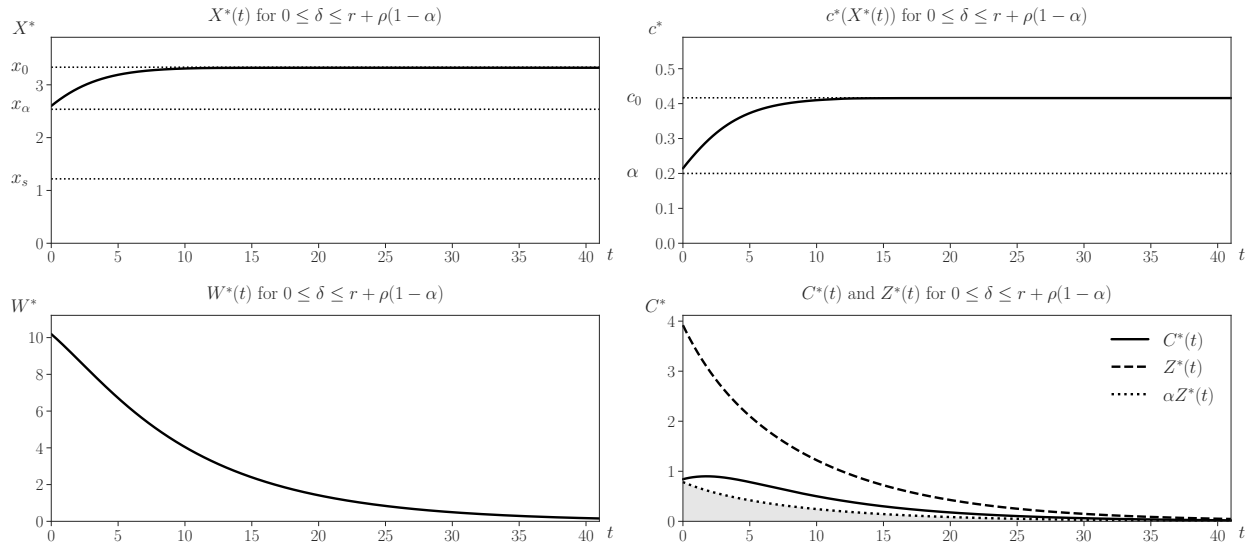 X*(t) for 0 ≤ δ ≤ r + ρ(1 − α)
X*
x₀
3
x_α
2
x_s
1
0
0 5 10 15 20 25 30 35 40 t
c*(X*(t)) for 0 ≤ δ ≤ r + ρ(1 − α)
c*
0.5
c₀
0.4
0.3
α
0.2
0.1
0.0
0 5 10 15 20 25 30 35 40 t
W*(t) for 0 ≤ δ ≤ r + ρ(1 − α)
W*
10
8
6
4
2
0
0 5 10 15 20 25 30 35 40 t
C*(t) and Z*(t) for 0 ≤ δ ≤ r + ρ(1 − α)
C*
4
3
2
1
0
C*(t)
Z*(t)
αZ*(t)
0 5 10 15 20 25 30 35 40 t